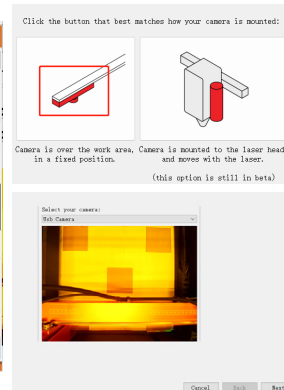 Click the button that best matches how your camera is mounted:
Camera is over the work area, in a fixed position.
Camera is mounted to the laser head and moves with the laser.
(this option is still in beta)
Select your camera:
Usb Camera
Cancel
Back
Next